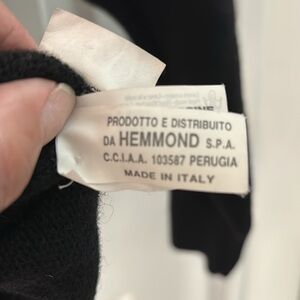 PRODOTTO E DISTRIBUITO
DA HEMMOND S.P.A.
C.C.I.A.A. 103587 PERUGIA
MADE IN ITALY